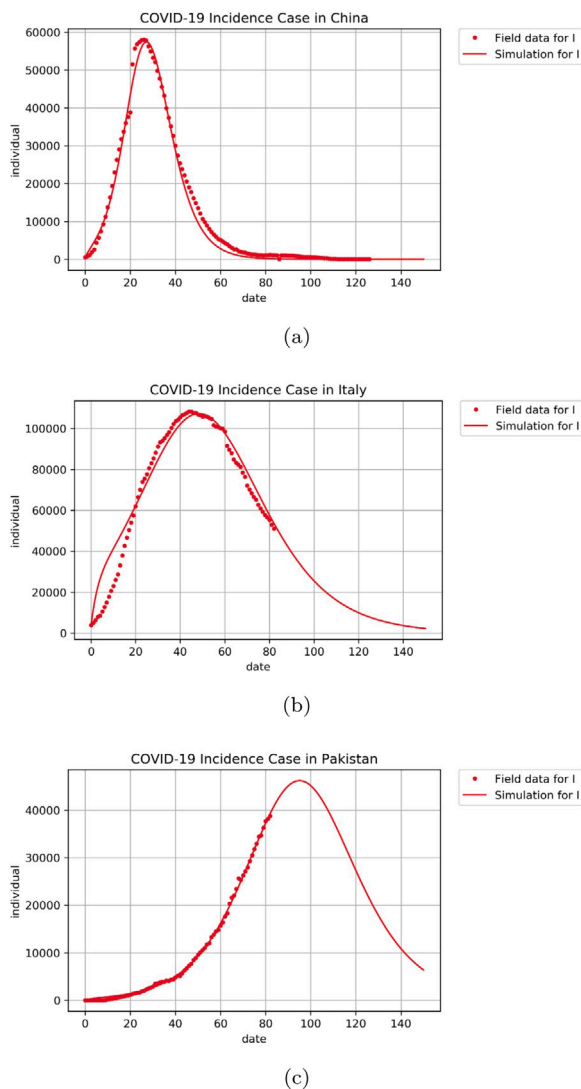 COVID-19 Incidence Case in China
Field data for I
Simulation for I
60000
50000
40000
30000
20000
10000
0
individual
0 20 40 60 80 100 120 140
date
(a)
COVID-19 Incidence Case in Italy
Field data for I
Simulation for I
100000
80000
60000
40000
20000
0
individual
0 20 40 60 80 100 120 140
date
(b)
COVID-19 Incidence Case in Pakistan
Field data for I
Simulation for I
40000
30000
20000
10000
0
individual
0 20 40 60 80 100 120 140
date
(c)